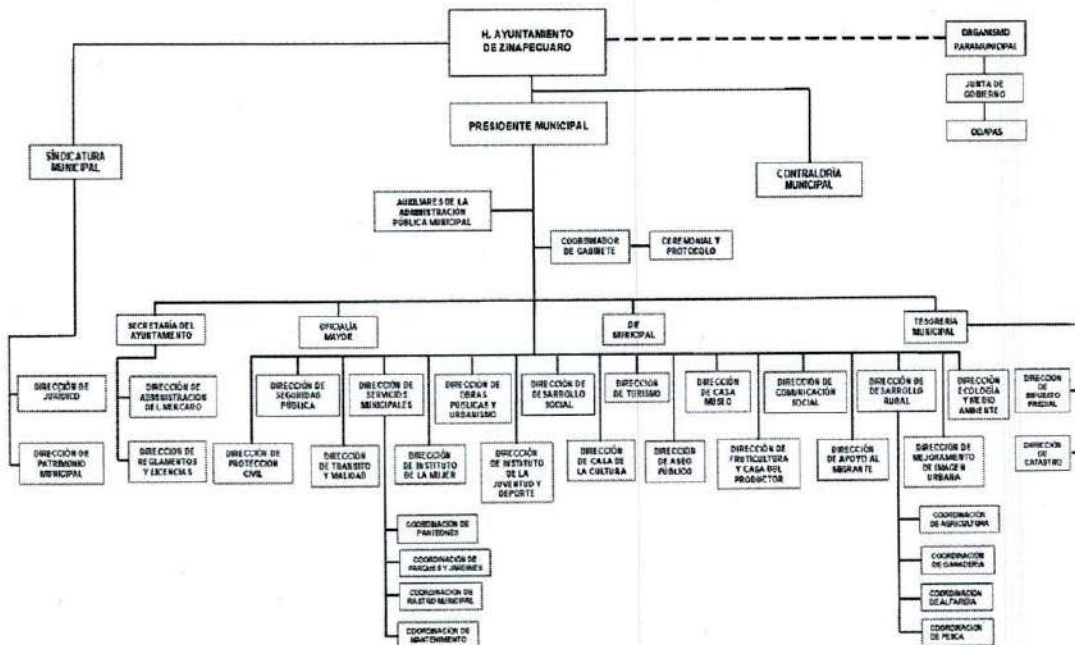 H. AYUNTAMIENTO
DE ZINAPECUARO
ORGANISMO
PARAMUNICIPAL
JUNTA DE
GOBIERNO
OOAPAS
PRESIDENTE MUNICIPAL
SÍNDICATURA
MUNICIPAL
CONTRALORÍA
MUNICIPAL
AUXILIARES DE LA
ADMINISTRACIÓN
PÚBLICA MUNICIPAL
COORDINADOR
DE GABINETE
CEREMONIAL Y
PROTOCOLO
SECRETARÍA DEL
AYUNTAMIENTO
OFICIALÍA
MAYOR
DIF
MUNICIPAL
TESORERÍA
MUNICIPAL
DIRECCIÓN DE
JURÍDICO
DIRECCIÓN DE
ADMINISTRACIÓN
DEL MERCADO
DIRECCIÓN DE
SEGURIDAD
PÚBLICA
DIRECCIÓN DE
SERVICIOS
MUNICIPALES
DIRECCIÓN DE
OBRAS
PÚBLICAS Y
URBANISMO
DIRECCIÓN DE
DESARROLLO
SOCIAL
DIRECCIÓN
DE TURISMO
DIRECCIÓN
DE CASA
MUSEO
DIRECCIÓN DE
COMUNICACIÓN
SOCIAL
DIRECCIÓN
DE DESARROLLO
RURAL
DIRECCIÓN
ECOLOGÍA
Y MEDIO
AMBIENTE
DIRECCIÓN
DE
IMPUESTO
PREDIAL
DIRECCIÓN DE
PATRIMONIO
MUNICIPAL
DIRECCION DE
REGLAMENTOS
Y LICENCIAS
DIRECCIÓN DE
PROTECCIÓN
CIVIL
DIRECCIÓN
DE TRÁNSITO
Y VIALIDAD
DIRECCIÓN
DE INSTITUTO
DE LA MUJER
DIRECCIÓN
DE INSTITUTO
DE LA
JUVENTUD Y
DEPORTE
DIRECCIÓN
DE CASA DE
LA CULTURA
DIRECCIÓN
DE ASEO
PÚBLICO
DIRECCIÓN DE
FRUTICULTURA
Y CASA DEL
PRODUCTOR
DIRECCIÓN
DE APOYO AL
MIGRANTE
DIRECCIÓN DE
MEJORAMIENTO
DE IMAGEN
URBANA
DIRECCIÓN
DE
CATASTRO
COORDINACIÓN DE
PANTEONES
COORDINACIÓN DE
PARQUES Y JARDINES
COORDINACIÓN DE
RASTRO MUNICIPAL
COORDINACIÓN DE
MANTENIMIENTO
COORDINACIÓN
DE AGRICULTURA
COORDINACIÓN
DE GANADERIA
COORDINACIÓN
DE ALFARERÍA
COORDINACIÓN
DE PESCA